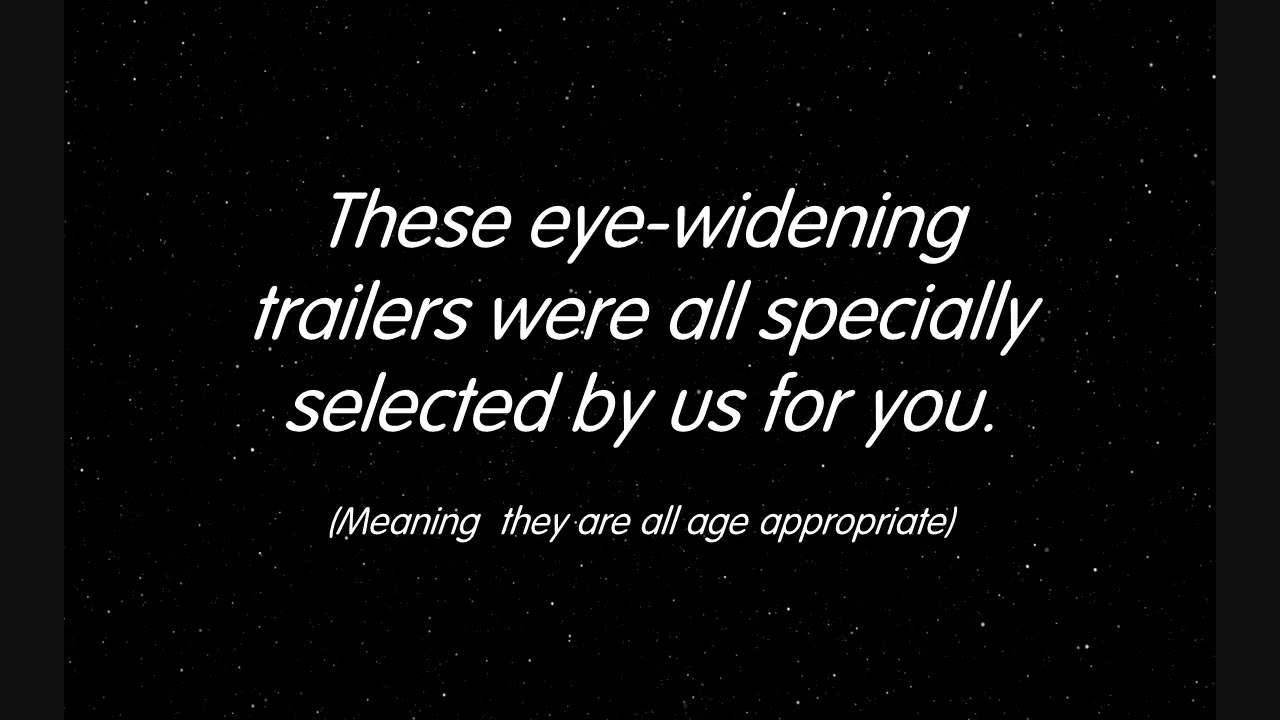 These eye-widening
trailers were all specially
selected by us for you.
(Meaning  they are all age appropriate)